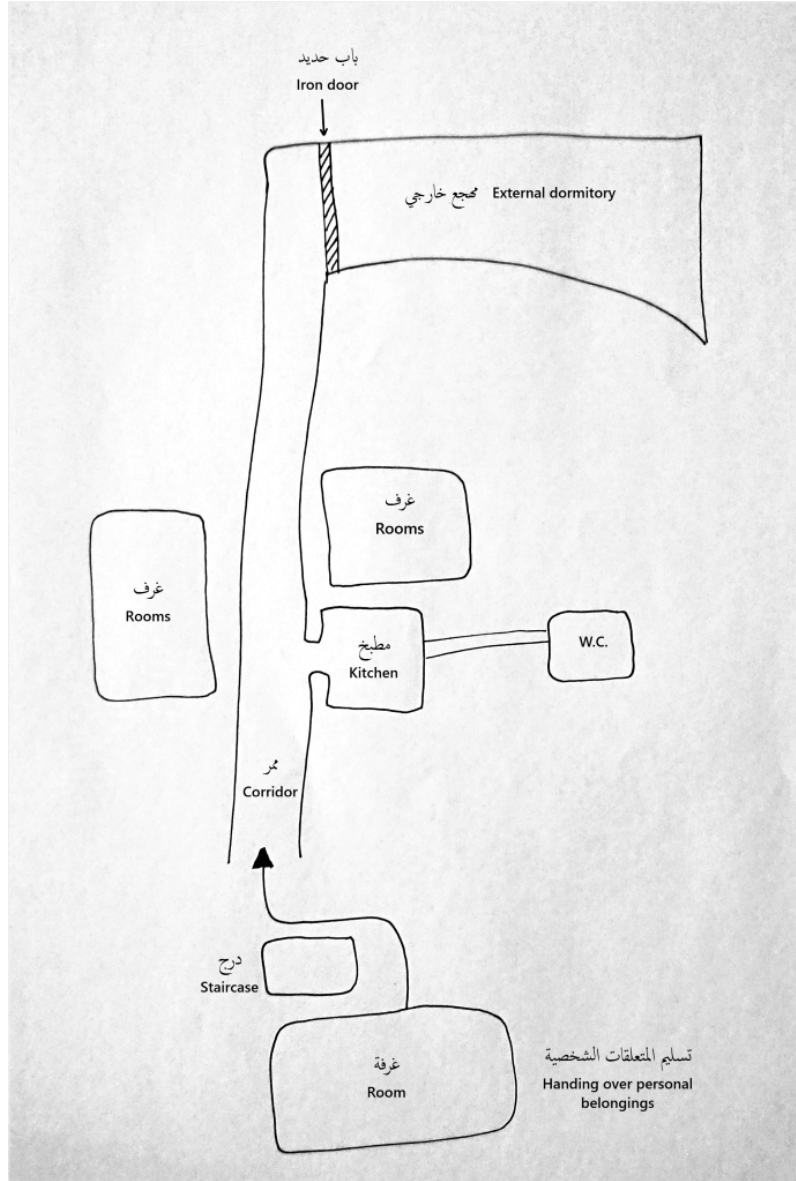 باب حديد
Iron door
مهجع خارجي External dormitory
غرف
Rooms
غرف
Rooms
مطبخ
Kitchen
W.C.
ممر
Corridor
درج
Staircase
غرفة
Room
تسليم المتعلقات الشخصية
Handing over personal
belongings